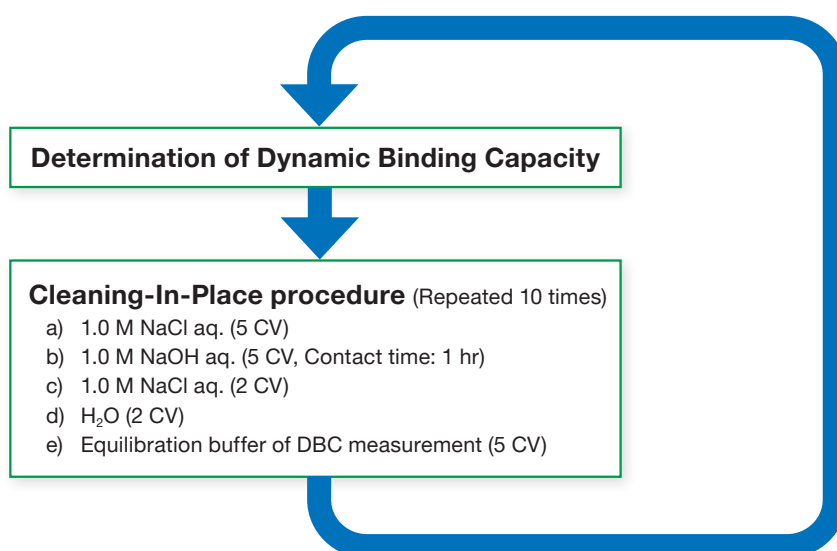 Determination of Dynamic Binding Capacity
Cleaning-In-Place procedure (Repeated 10 times)
a) 1.0 M NaCl aq. (5 CV)
b) 1.0 M NaOH aq. (5 CV, Contact time: 1 hr)
c) 1.0 M NaCl aq. (2 CV)
d) H₂O (2 CV)
e) Equilibration buffer of DBC measurement (5 CV)